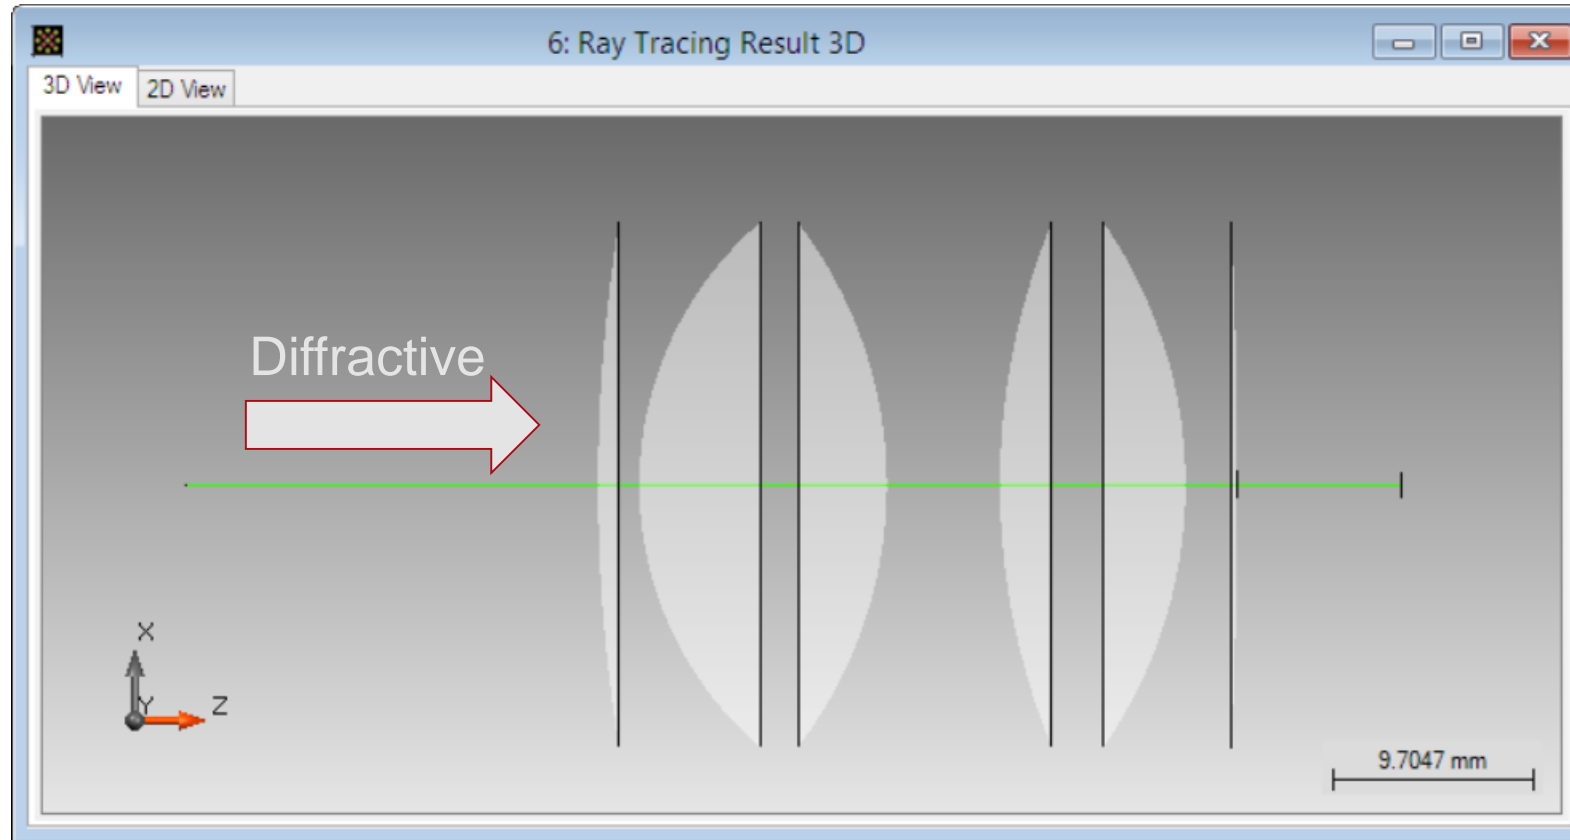 6: Ray Tracing Result 3D
3D View
2D View
Diffractive
X
Y
Z
9.7047 mm